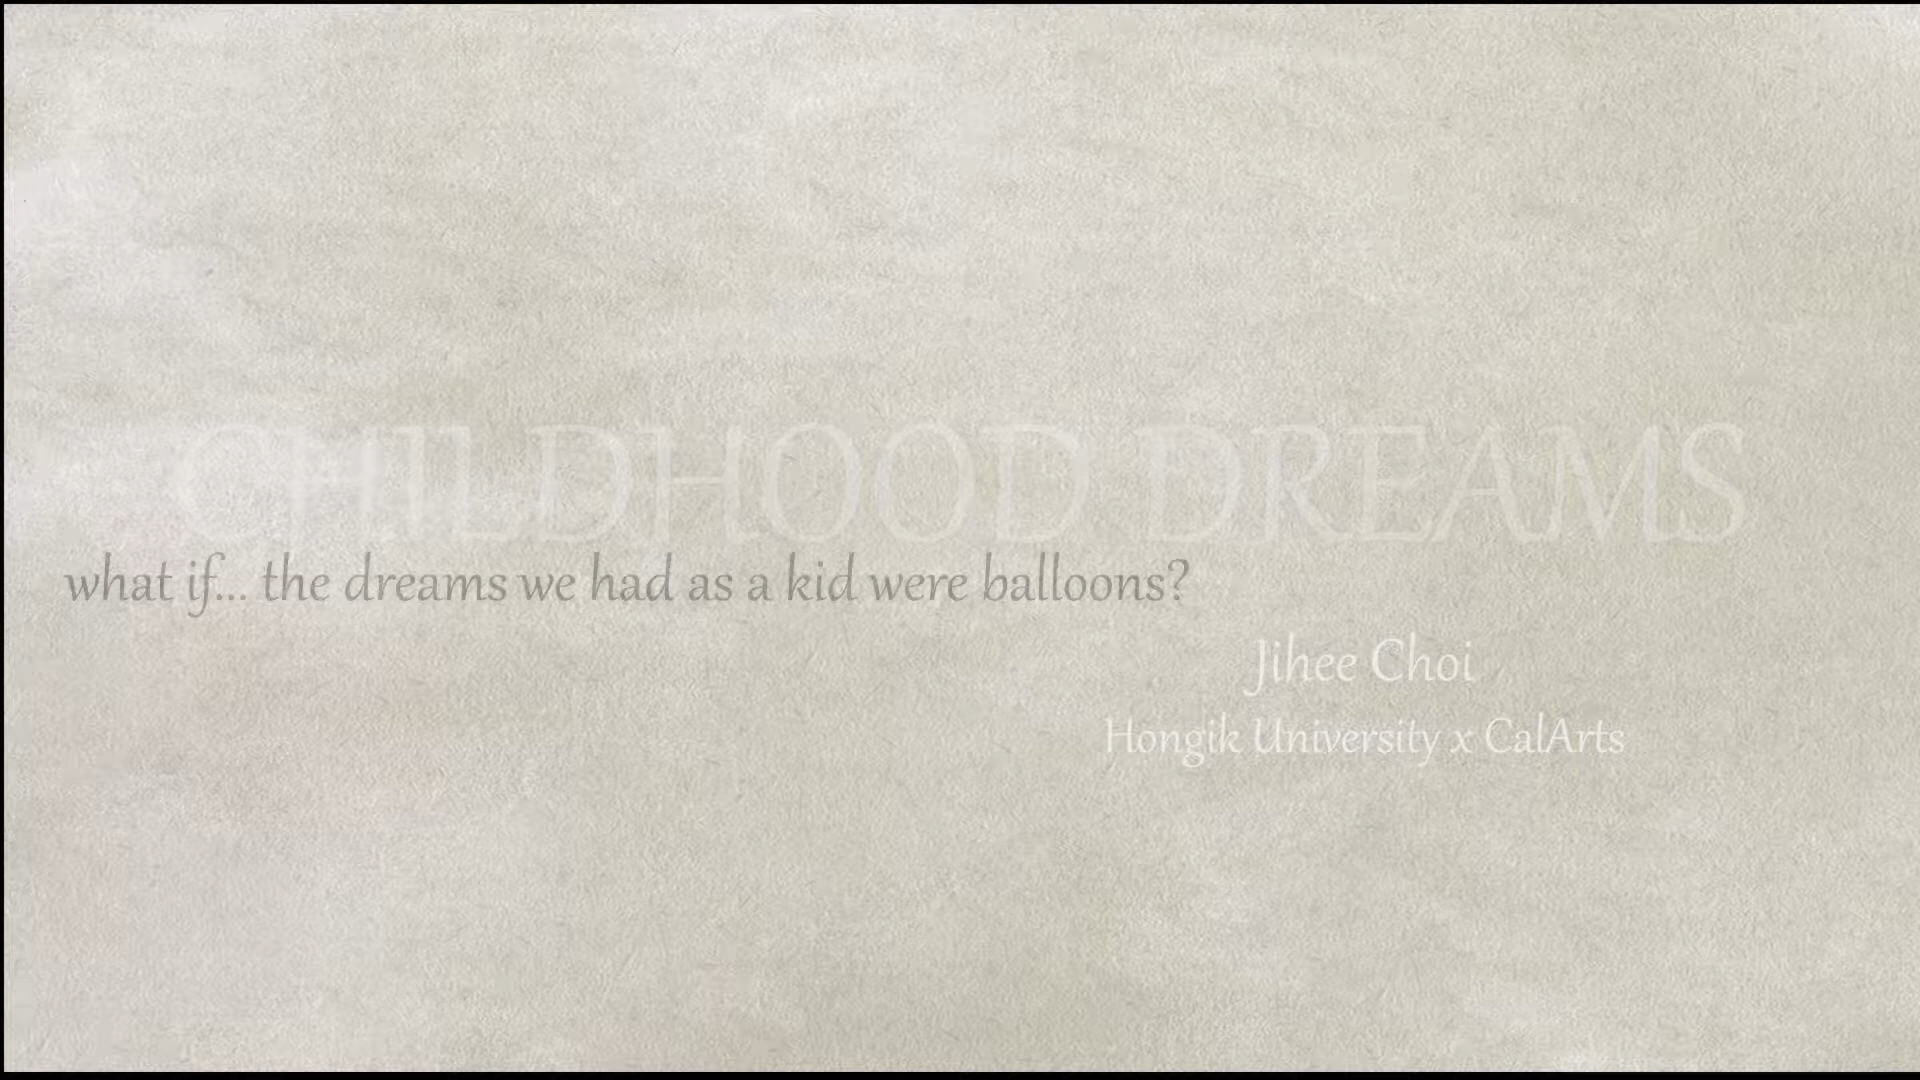 CHILDHOOD DREAMS
what if... the dreams we had as a kid were balloons?
Jihee Choi
Hongik University x CalArts